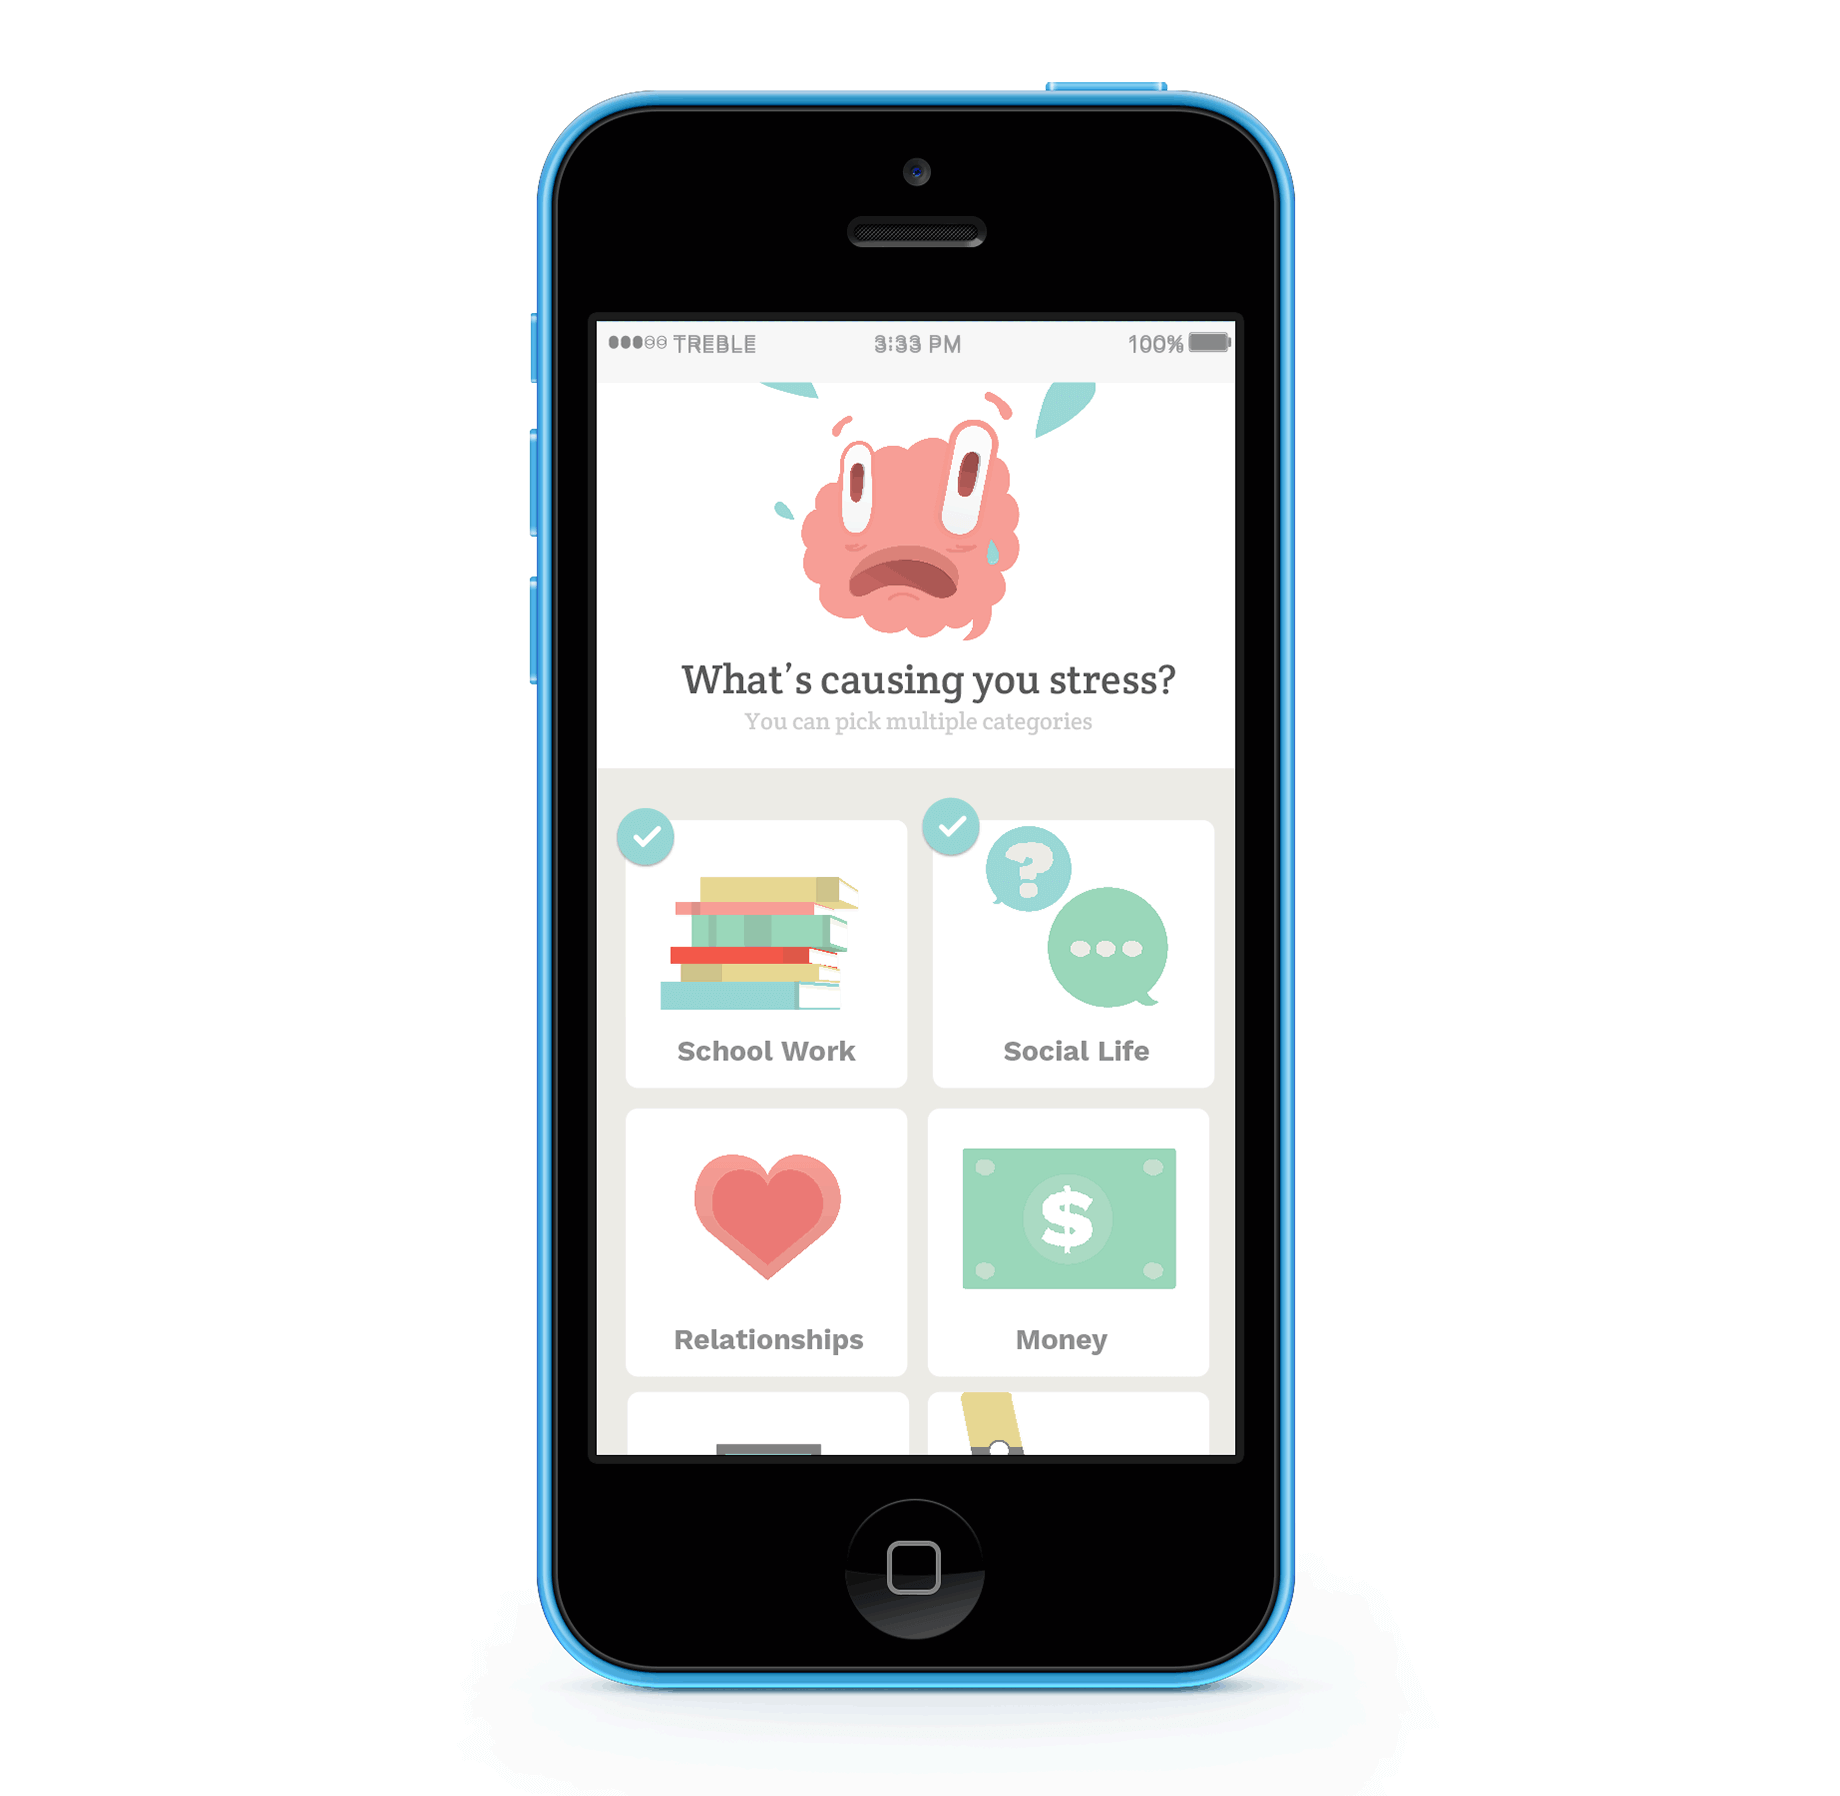 TREBLE 3:33 PM 100%
What's causing you stress?
You can pick multiple categories
?
School Work Social Life
$
Relationships Money